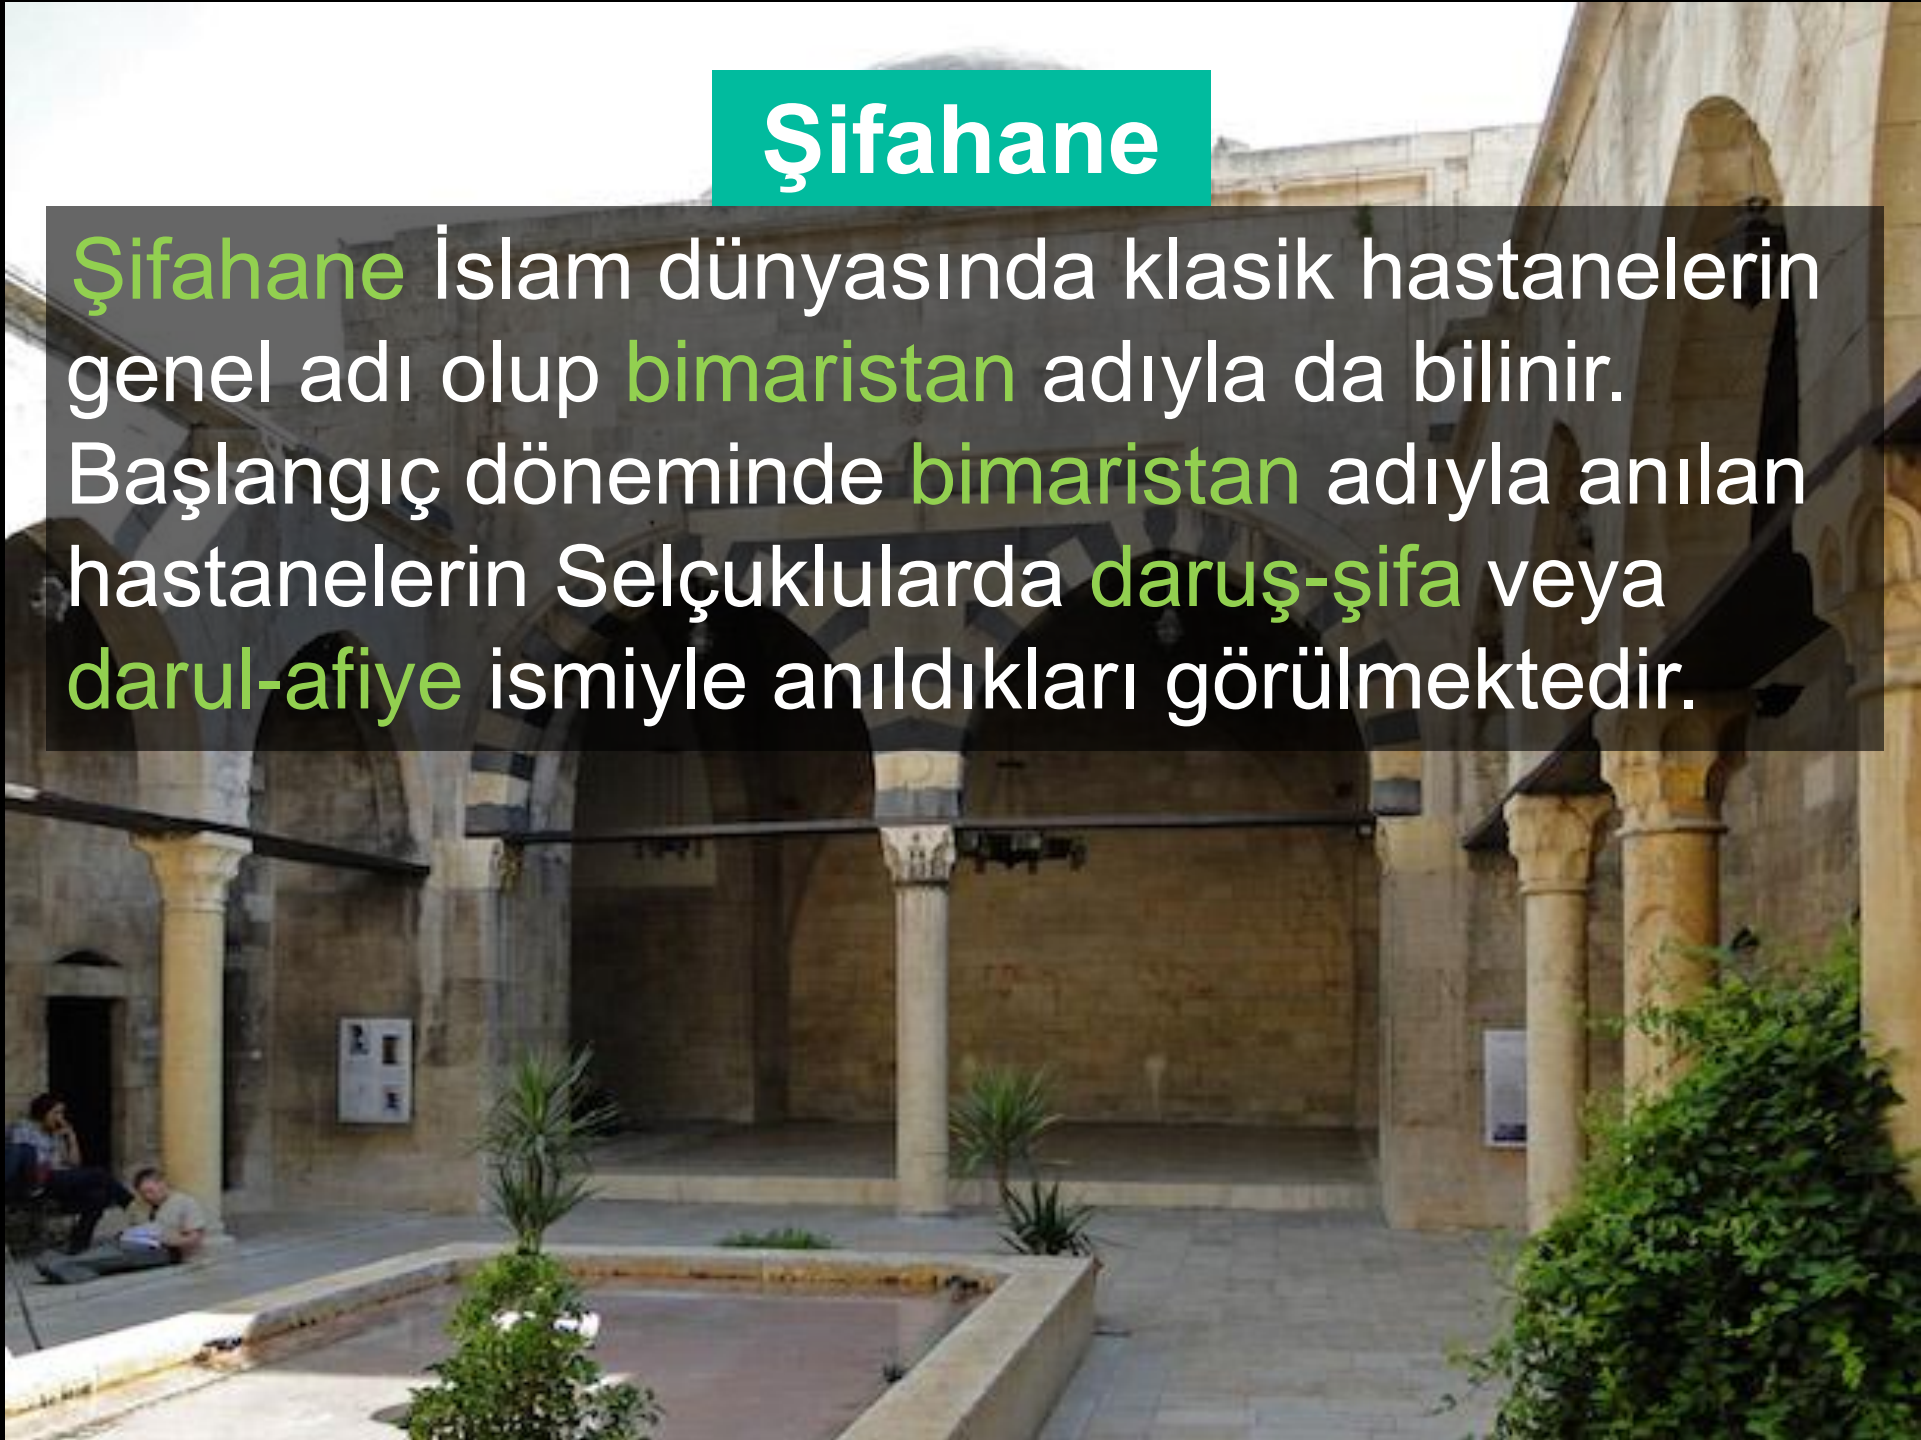 Şifahane
Şifahane İslam dünyasında klasik hastanelerin
genel adı olup bimaristan adıyla da bilinir.
Başlangıç döneminde bimaristan adıyla anılan
hastanelerin Selçuklularda daruş-şifa veya
darul-afiye ismiyle anıldıkları görülmektedir.